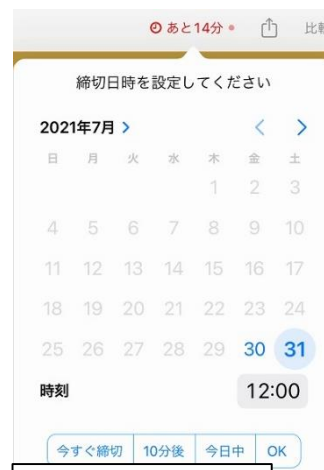 あと14分
締切日時を設定してください
2021年7月 >
日 月 火 水 木 金 土
1 2 3
4 5 6 7 8 9 10
11 12 13 14 15 16 17
18 19 20 21 22 23 24
25 26 27 28 29 30 31
時刻 12:00
今すぐ締切 10分後 今日中 OK